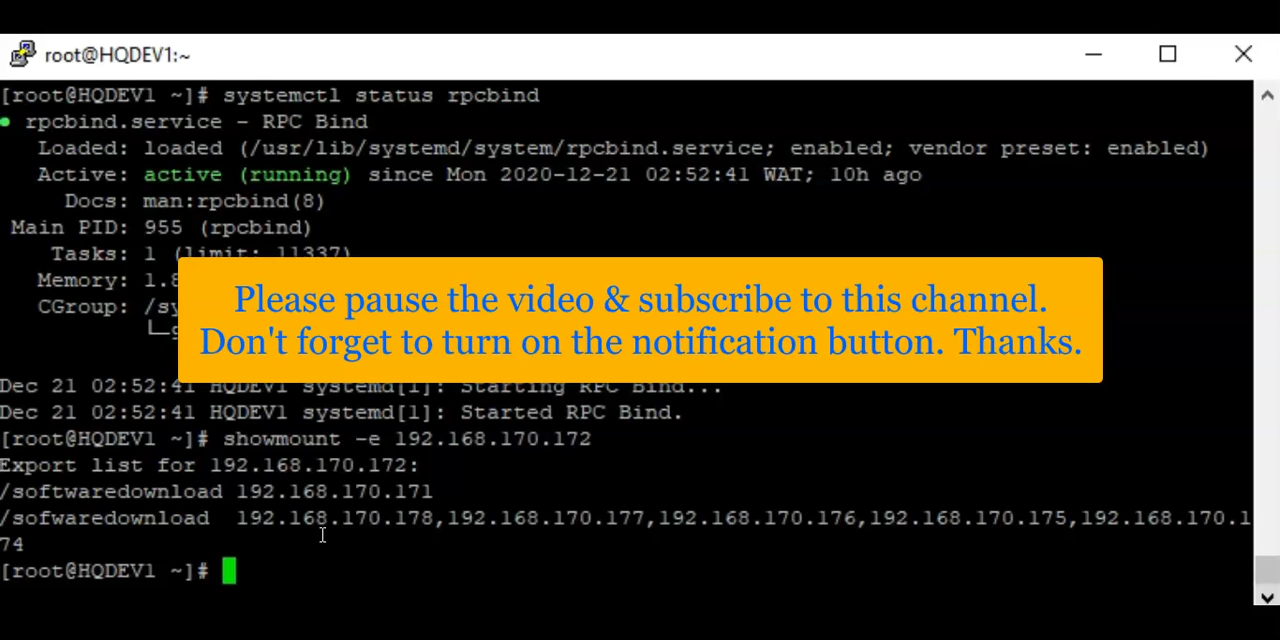 root@HQDEV1:~
[root@HQDEV1 ~]# systemctl status rpcbind
● rpcbind.service - RPC Bind
Loaded: loaded (/usr/lib/systemd/system/rpcbind.service; enabled; vendor preset: enabled)
Active: active (running) since Mon 2020-12-21 02:52:41 WAT; 10h ago
Docs: man:rpcbind(8)
Main PID: 955 (rpcbind)
Tasks: 1 (limit: 11337)
Memory: 1.8
CGroup: /sy
Please pause the video & subscribe to this channel.
Don't forget to turn on the notification button. Thanks.
Dec 21 02:52:41 HQDEV1 systemd[1]: Starting RPC Bind...
Dec 21 02:52:41 HQDEV1 systemd[1]: Started RPC Bind.
[root@HQDEV1 ~]# showmount -e 192.168.170.172
Export list for 192.168.170.172:
/softwaredownload 192.168.170.171
/sofwaredownload 192.168.170.178,192.168.170.177,192.168.170.176,192.168.170.175,192.168.170.1
74
[root@HQDEV1 ~]#